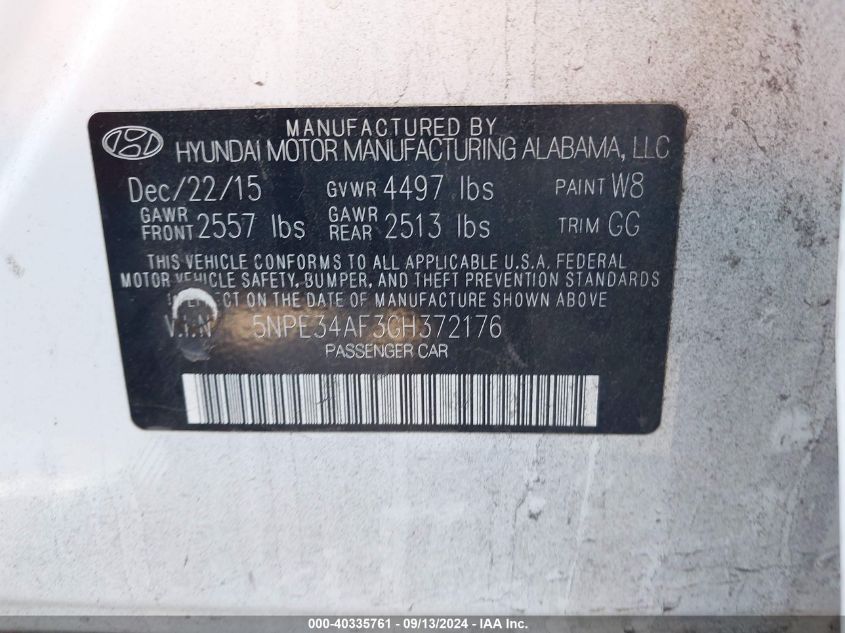 MANUFACTURED BY
HYUNDAI MOTOR MANUFACTURING ALABAMA, LLC
Dec/22/15 GVWR 4497 lbs PAINT W8
GAWR FRONT 2557 lbs GAWR REAR 2513 lbs TRIM GG
THIS VEHICLE CONFORMS TO ALL APPLICABLE U.S.A. FEDERAL
MOTOR VEHICLE SAFETY, BUMPER, AND THEFT PREVENTION STANDARDS
IN EFFECT ON THE DATE OF MANUFACTURE SHOWN ABOVE
V.I.N 5NPE34AF3GH372176
PASSENGER CAR
000-40335761 - 09/13/2024 - IAA Inc.